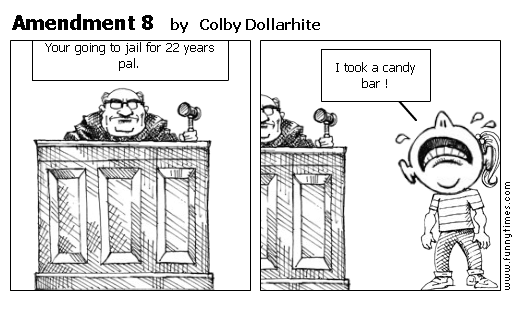 Amendment 8 by Colby Dollarhite
Your going to jail for 22 years
pal.
I took a candy
bar !
www.funnytimes.com